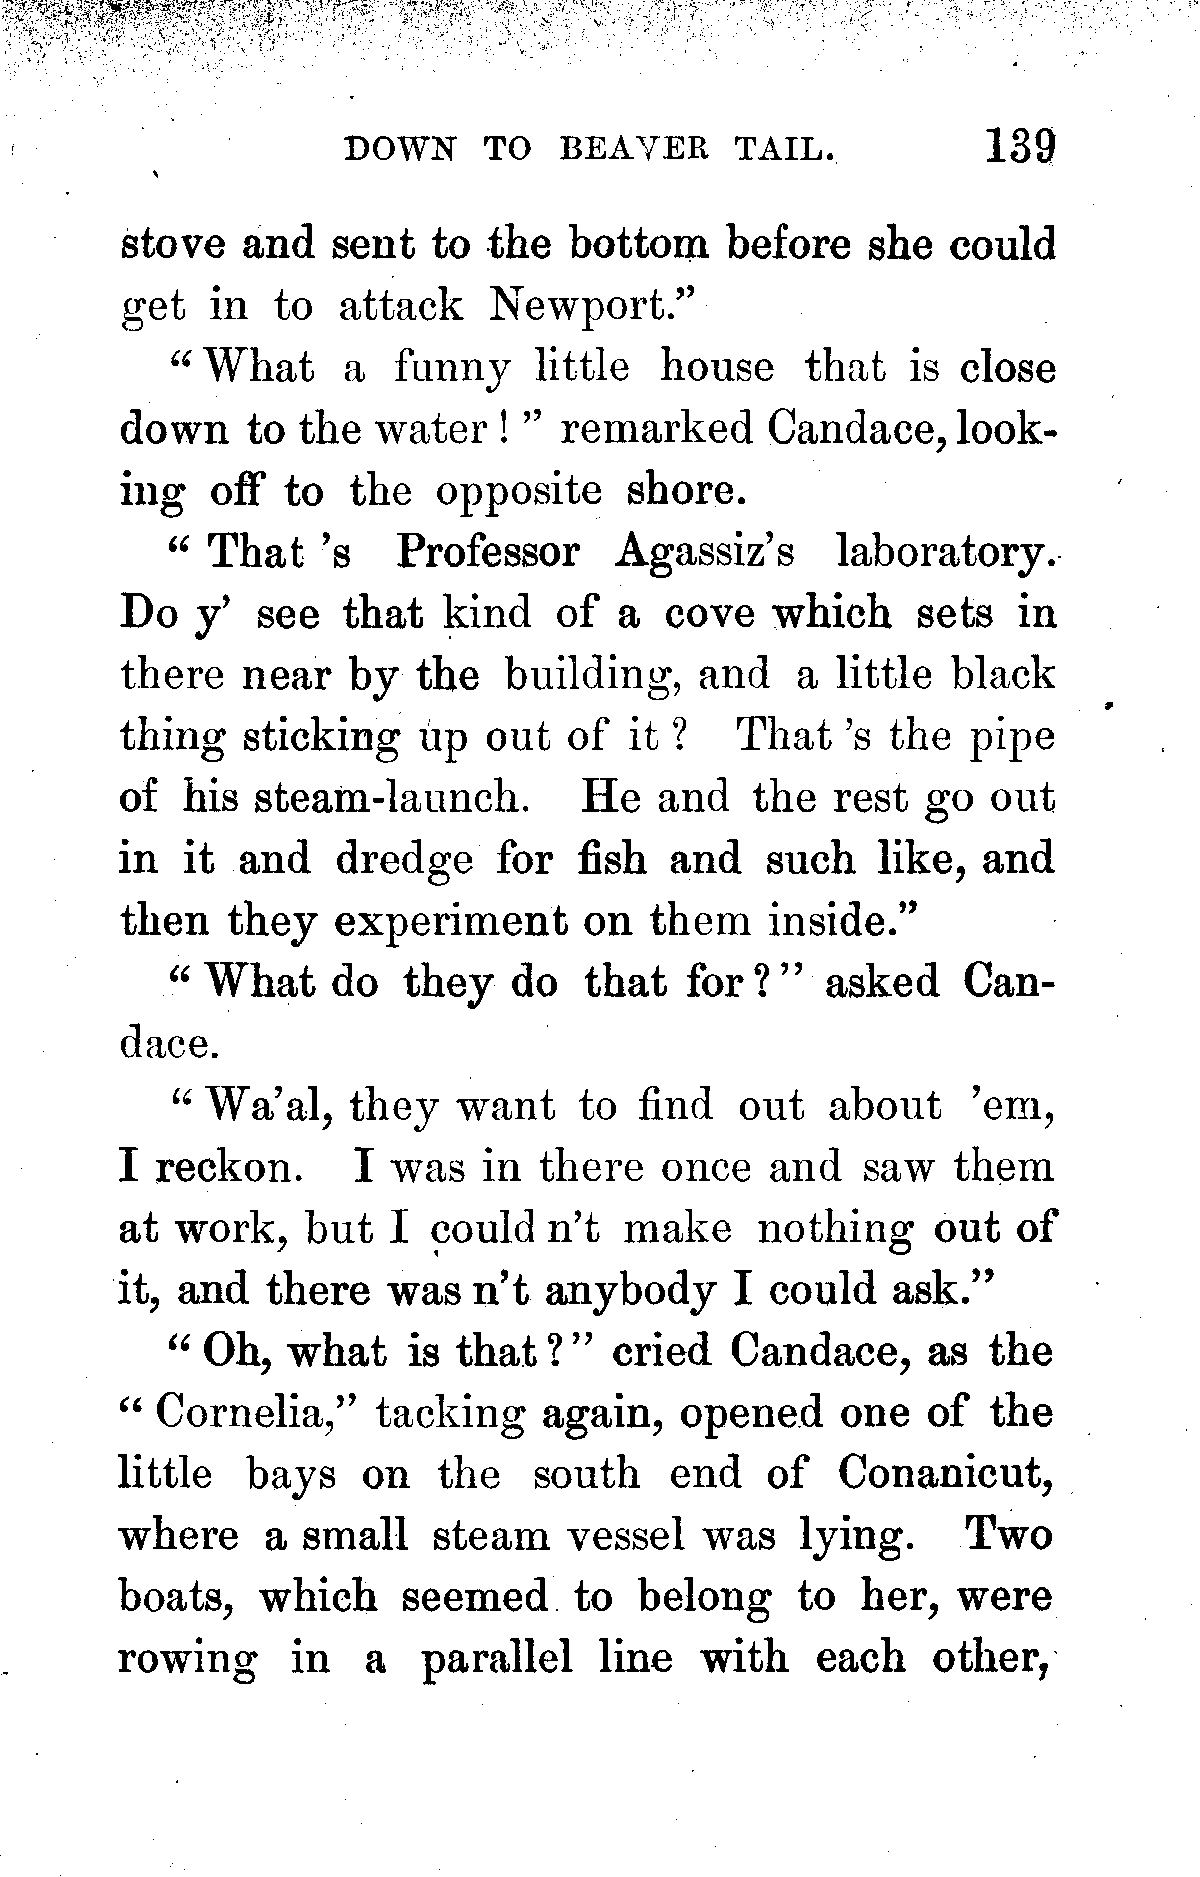 DOWN TO BEAVER TAIL. 139
stove and sent to the bottom before she could
get in to attack Newport."
"What a funny little house that is close
down to the water!" remarked Candace, look-
ing off to the opposite shore.
"That 's Professor Agassiz's laboratory.
Do y' see that kind of a cove which sets in
there near by the building, and a little black
thing sticking up out of it? That 's the pipe
of his steam-launch. He and the rest go out
in it and dredge for fish and such like, and
then they experiment on them inside."
"What do they do that for?" asked Can-
dace.
"Wa'al, they want to find out about 'em,
I reckon. I was in there once and saw them
at work, but I could n't make nothing out of
it, and there was n't anybody I could ask."
"Oh, what is that?" cried Candace, as the
"Cornelia," tacking again, opened one of the
little bays on the south end of Conanicut,
where a small steam vessel was lying. Two
boats, which seemed to belong to her, were
rowing in a parallel line with each other,